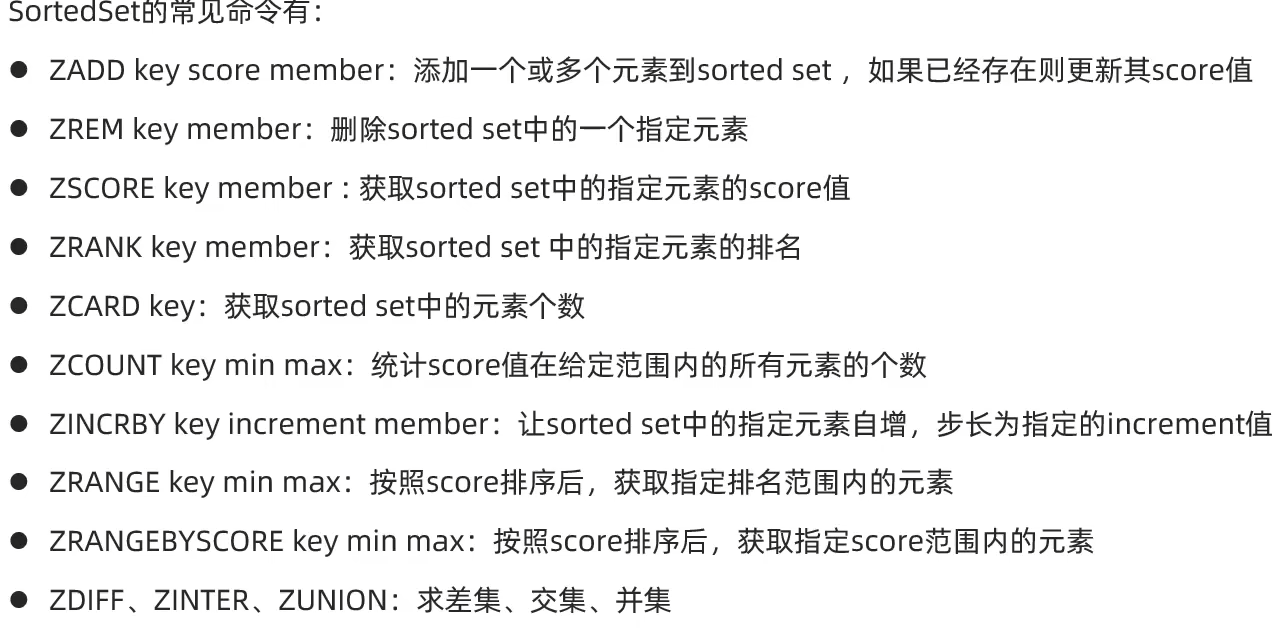 SortedSet的常见命令有：
● ZADD key score member：添加一个或多个元素到sorted set ，如果已经存在则更新其score值
● ZREM key member：删除sorted set中的一个指定元素
● ZSCORE key member : 获取sorted set中的指定元素的score值
● ZRANK key member：获取sorted set 中的指定元素的排名
● ZCARD key：获取sorted set中的元素个数
● ZCOUNT key min max：统计score值在给定范围内的所有元素的个数
● ZINCRBY key increment member：让sorted set中的指定元素自增，步长为指定的increment值
● ZRANGE key min max：按照score排序后，获取指定排名范围内的元素
● ZRANGEBYSCORE key min max：按照score排序后，获取指定score范围内的元素
● ZDIFF、ZINTER、ZUNION：求差集、交集、并集